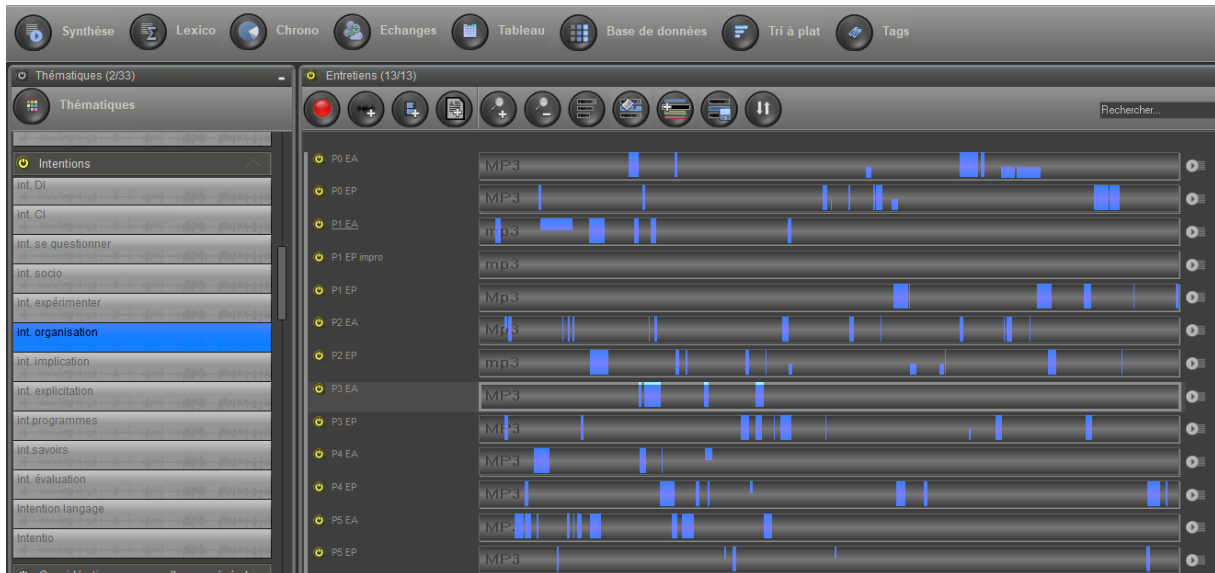 Synthèse Lexico Chrono Echanges Tableau Base de données Tri à plat Tags
Thématiques (2/33)
Thématiques
Intentions
int. DI
int. CI
int. se questionner
int. socio
int. expérimenter
int. organisation
int. implication
int. explicitation
int.programmes
int.savoirs
int. évaluation
Intention langage
Intentio
Entretiens (13/13)
Rechercher...
P0 EA MP3
P0 EP MP3
P1 EA mp3
P1 EP impro mp3
P1 EP Mp3
P2 EA Mp3
P2 EP mp3
P3 EA MP3
P3 EP MP3
P4 EA MP3
P4 EP MP3
P5 EA MP3
P5 EP MP3